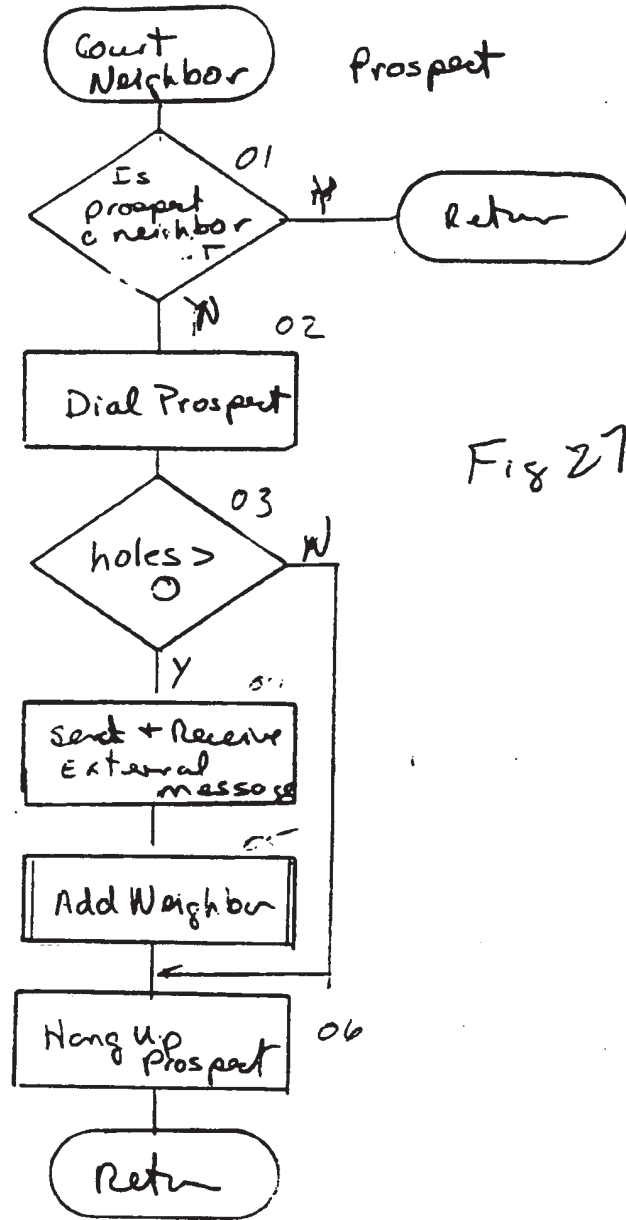 Court
Neighbor
Prospect
01
Is
prospect
a neighbor
Return
N
02
Dial Prospect
Fig 27
03
holes >
0
N
Y
Send + Receive
External
message
05
Add Neighbor
Hang Up
Prospect
06
Return